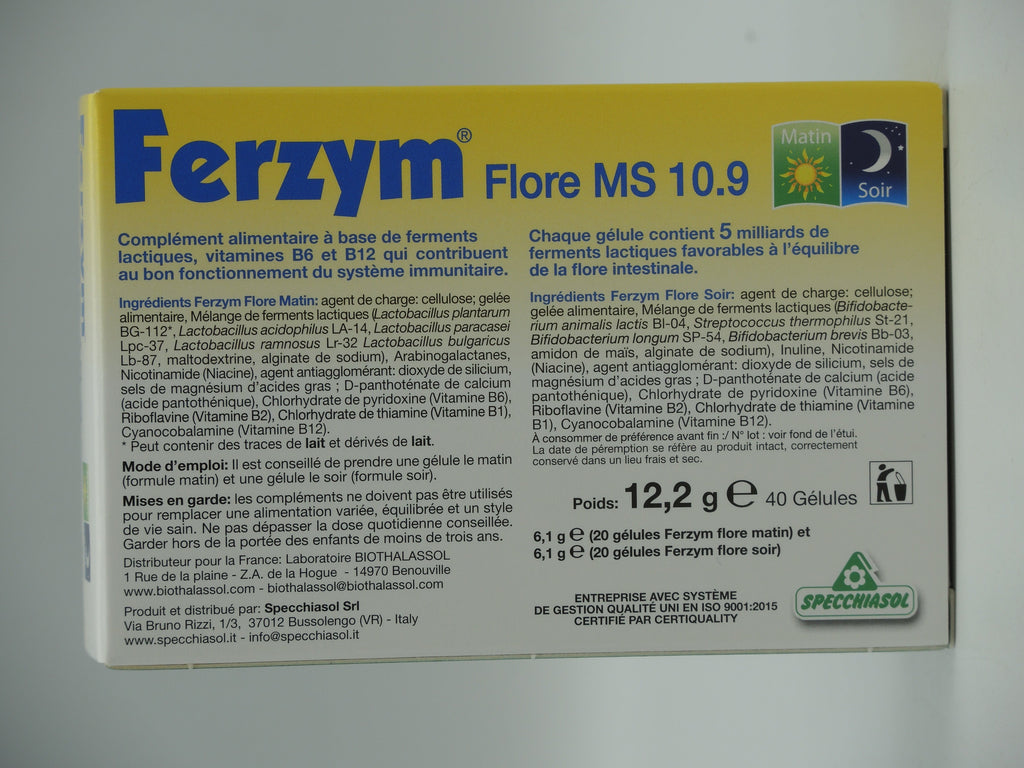 Ferzym® Flore MS 10.9
Matin
Soir
Complément alimentaire à base de ferments
lactiques, vitamines B6 et B12 qui contribuent
au bon fonctionnement du système immunitaire.
Ingrédients Ferzym Flore Matin: agent de charge: cellulose; gelée
alimentaire, Mélange de ferments lactiques (Lactobacillus plantarum
BG-112*, Lactobacillus acidophilus LA-14, Lactobacillus paracasei
Lpc-37, Lactobacillus ramnosus Lr-32 Lactobacillus bulgaricus
Lb-87, maltodextrine, alginate de sodium), Arabinogalactanes,
Nicotinamide (Niacine), agent antiagglomérant: dioxyde de silicium,
sels de magnésium d'acides gras ; D-panthoténate de calcium
(acide pantothénique), Chlorhydrate de pyridoxine (Vitamine B6),
Riboflavine (Vitamine B2), Chlorhydrate de thiamine (Vitamine B1),
Cyanocobalamine (Vitamine B12).
* Peut contenir des traces de lait et dérivés de lait.
Mode d'emploi: Il est conseillé de prendre une gélule le matin
(formule matin) et une gélule le soir (formule soir).
Mises en garde: les compléments ne doivent pas être utilisés
pour remplacer une alimentation variée, équilibrée et un style
de vie sain. Ne pas dépasser la dose quotidienne conseillée.
Garder hors de la portée des enfants de moins de trois ans.
Distributeur pour la France: Laboratoire BIOTHALASSOL
1 Rue de la plaine - Z.A. de la Hogue - 14970 Benouville
www.biothalassol.com - biothalassol@biothalassol.com
Produit et distribué par: Specchiasol Srl
Via Bruno Rizzi, 1/3, 37012 Bussolengo (VR) - Italy
www.specchiasol.it - info@specchiasol.it
Chaque gélule contient 5 milliards de
ferments lactiques favorables à l'équilibre
de la flore intestinale.
Ingrédients Ferzym Flore Soir: agent de charge: cellulose;
gelée alimentaire, Mélange de ferments lactiques (Bifidobacte-
rium animalis lactis Bl-04, Streptococcus thermophilus St-21,
Bifidobacterium longum SP-54, Bifidobacterium brevis Bb-03,
amidon de maïs, alginate de sodium), Inuline, Nicotinamide
(Niacine), agent antiagglomérant: dioxyde de silicium, sels de
magnésium d'acides gras ; D-panthoténate de calcium (acide
pantothénique), Chlorhydrate de pyridoxine (Vitamine B6),
Riboflavine (Vitamine B2), Chlorhydrate de thiamine (Vitamine
B1), Cyanocobalamine (Vitamine B12).
À consommer de préférence avant fin :/ N° lot : voir fond de l'étui.
La date de péremption se réfère au produit intact, correctement
conservé dans un lieu frais et sec.
Poids: 12,2 g ℮ 40 Gélules
6,1 g ℮ (20 gélules Ferzym flore matin) et
6,1 g ℮ (20 gélules Ferzym flore soir)
ENTREPRISE AVEC SYSTÈME
DE GESTION QUALITÉ UNI EN ISO 9001:2015
CERTIFIÉ PAR CERTIQUALITY
SPECCHIASOL